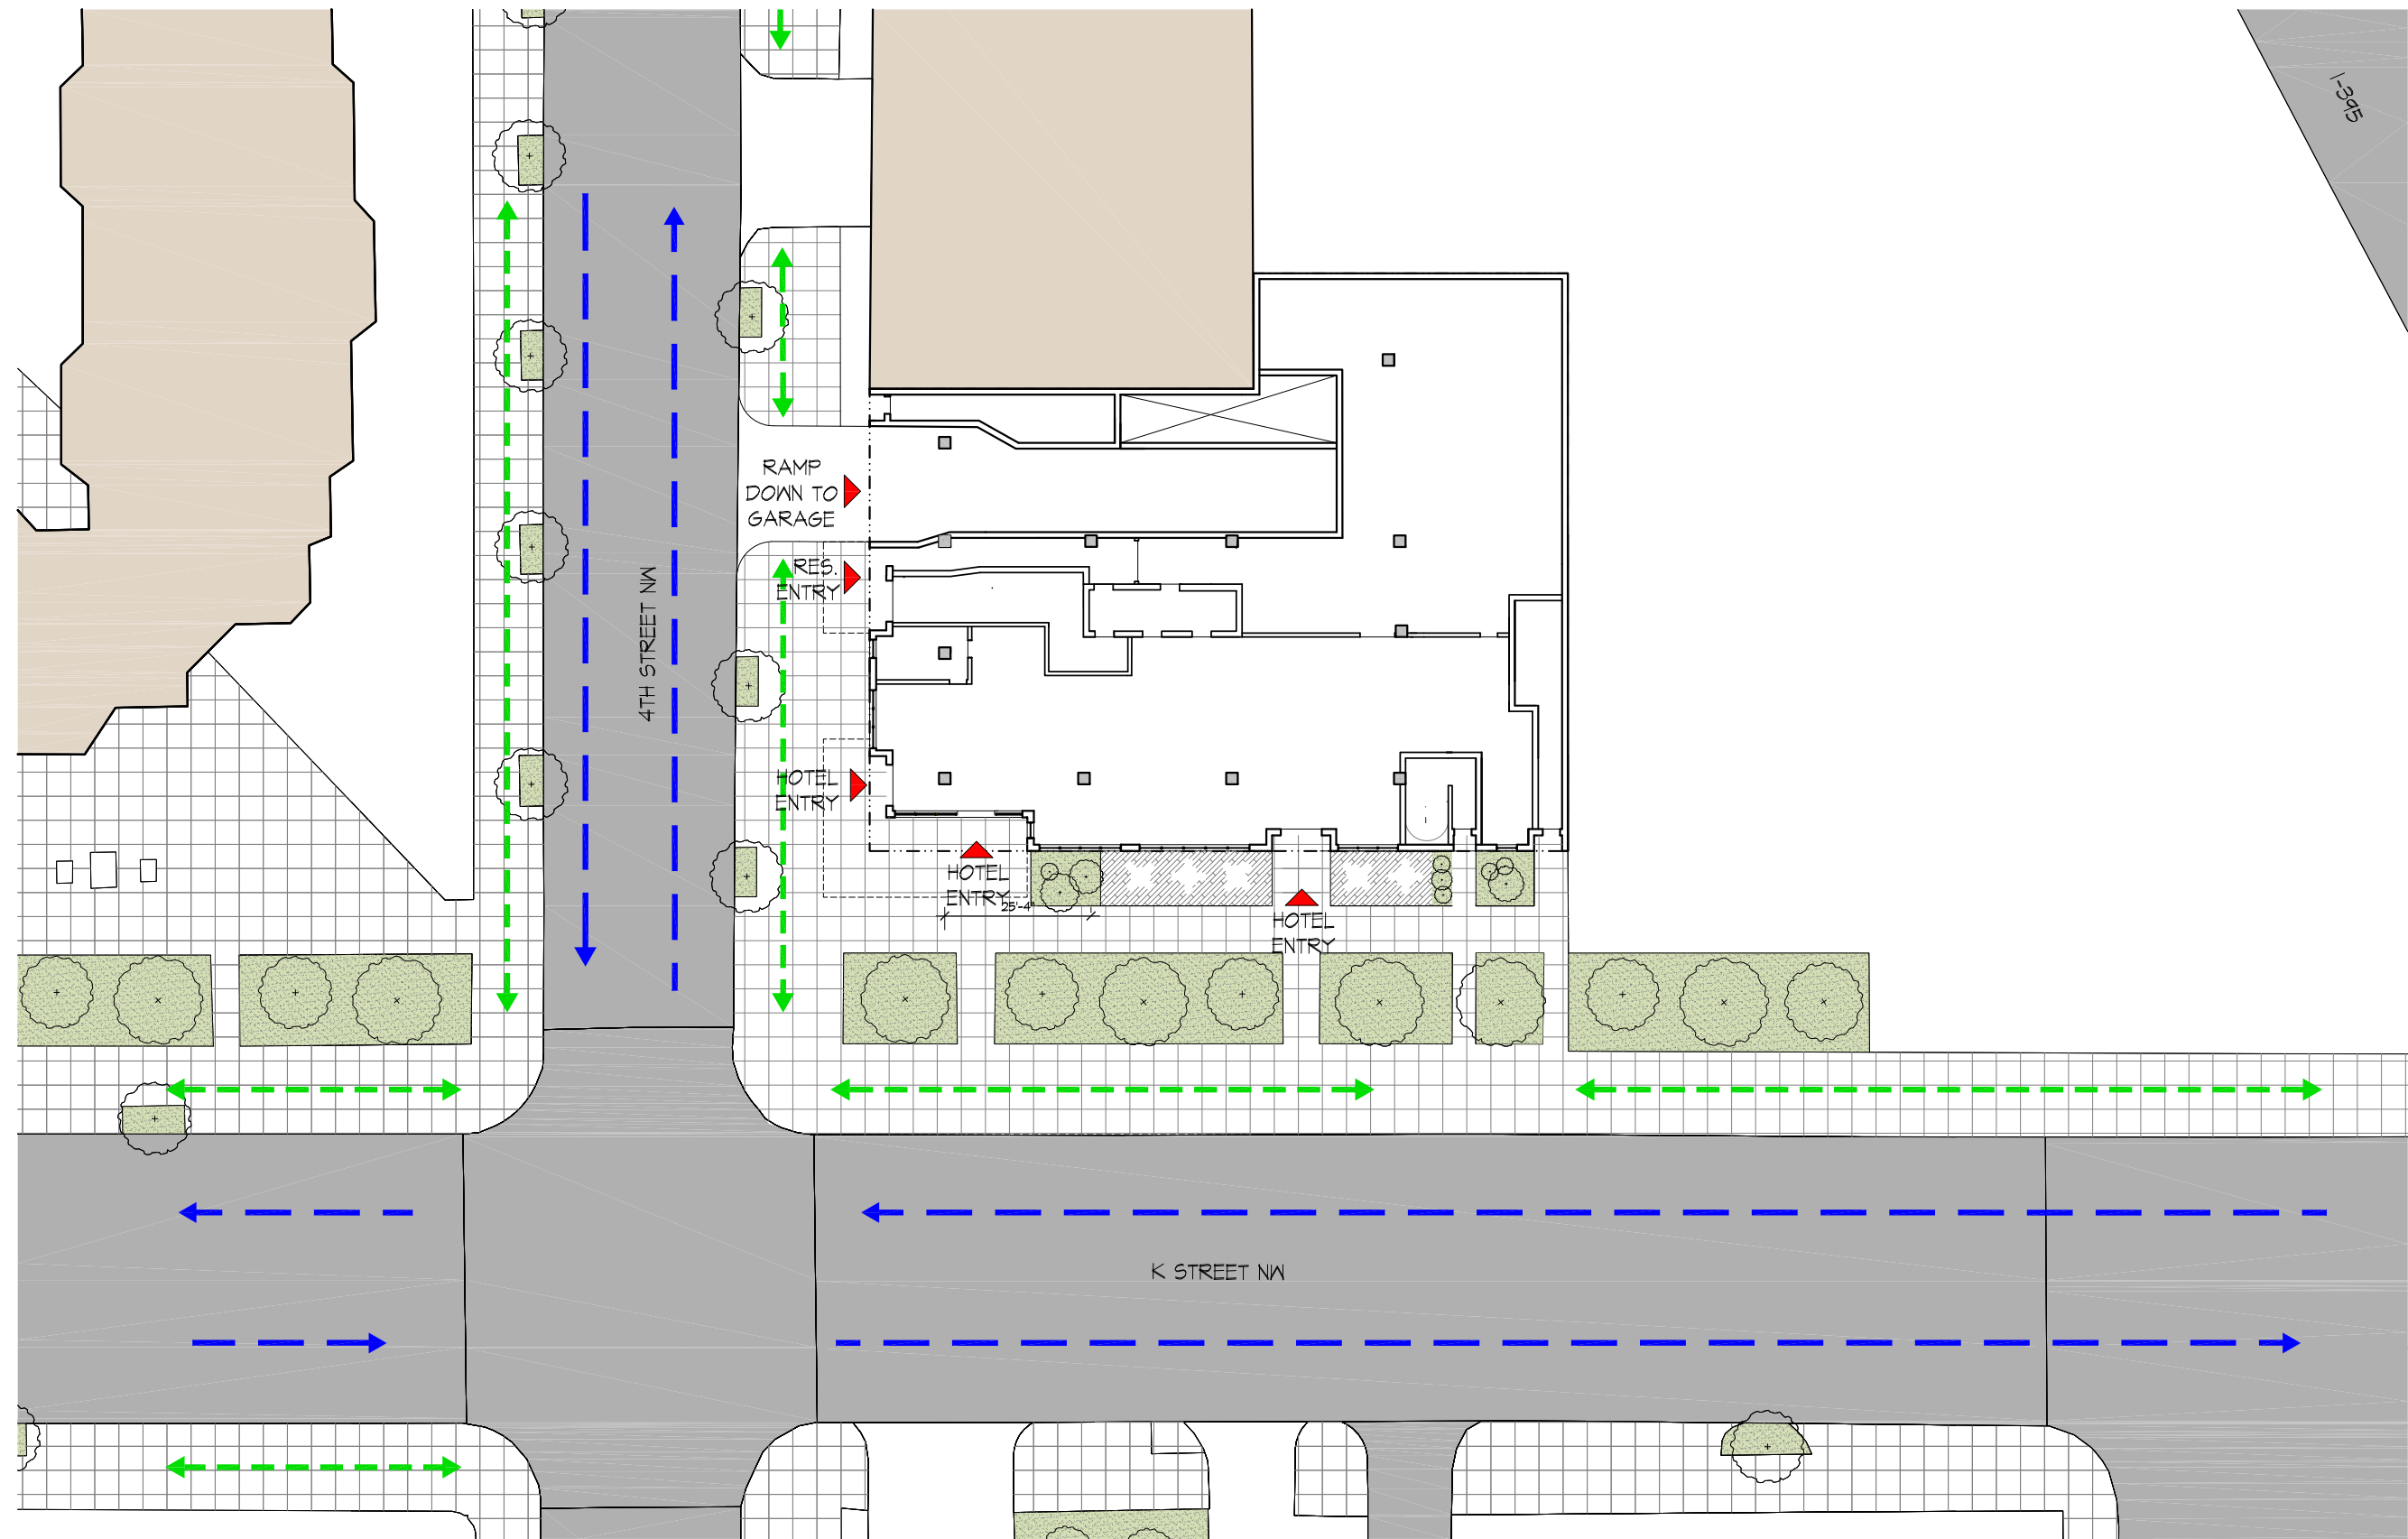 I-395
RAMP
DOWN TO
GARAGE
RES.
ENTRY
4TH STREET NW
HOTEL
ENTRY
HOTEL
ENTRY
25'-4"
HOTEL
ENTRY
K STREET NW